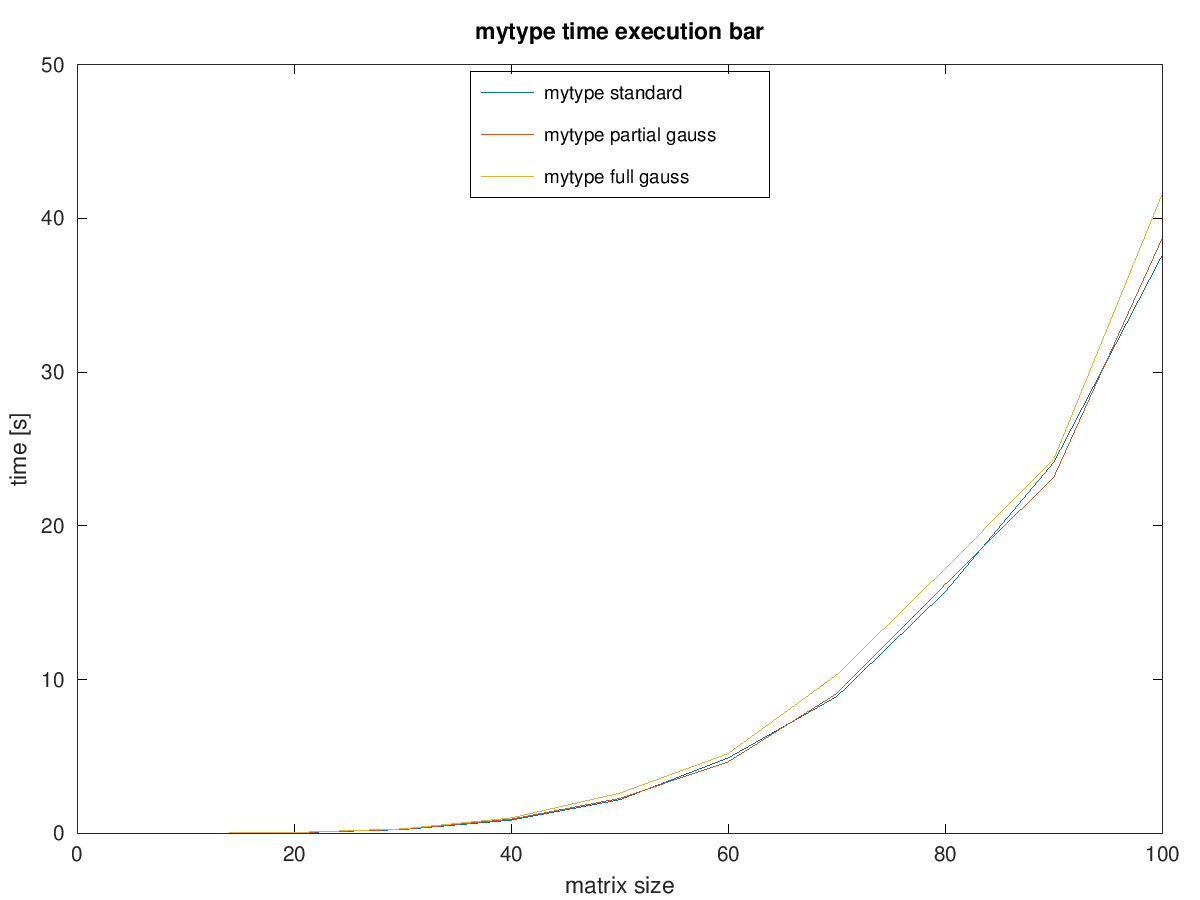 mytype time execution bar
50
mytype standard
mytype partial gauss
mytype full gauss
40
30
time [s]
20
10
0
0 20 40 60 80 100
matrix size